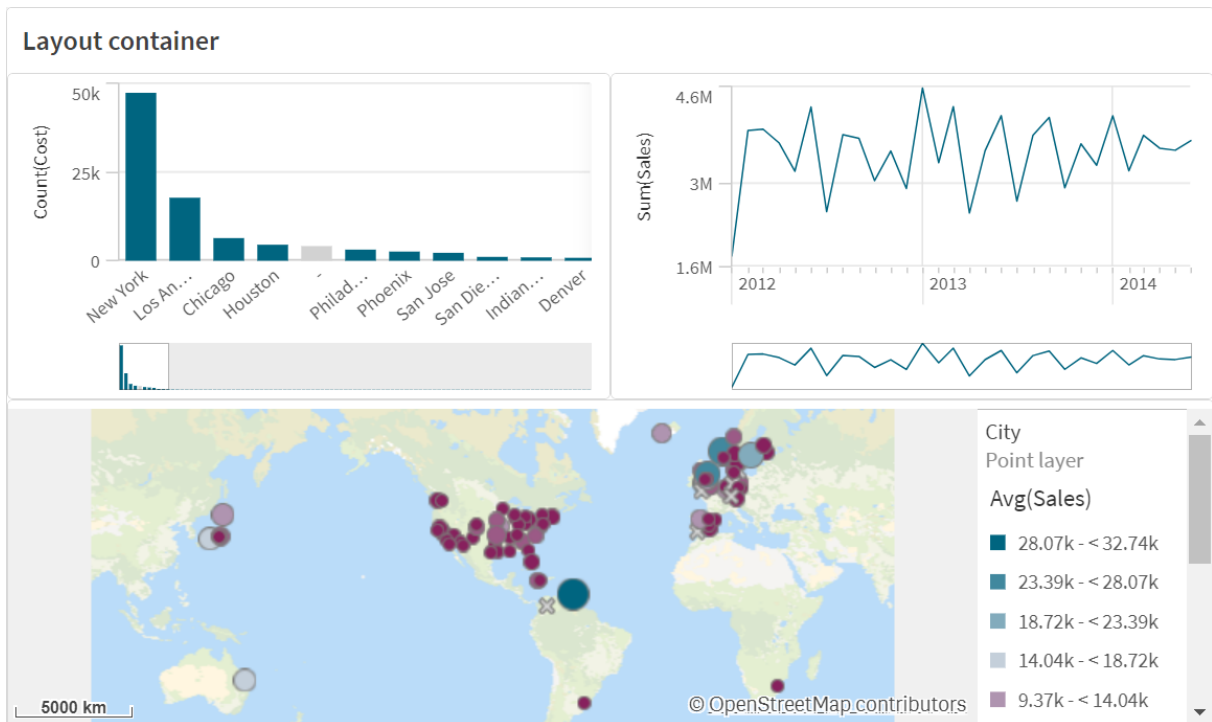 Layout container
Count(Cost)
50k
25k
0
New York
Los An...
Chicago
Houston
-
Philad...
Phoenix
San Jose
San Die...
Indian...
Denver
Sum(Sales)
4.6M
3M
1.6M
2012
2013
2014
5000 km
© OpenStreetMap contributors
City
Point layer
Avg(Sales)
28.07k - < 32.74k
23.39k - < 28.07k
18.72k - < 23.39k
14.04k - < 18.72k
9.37k - < 14.04k